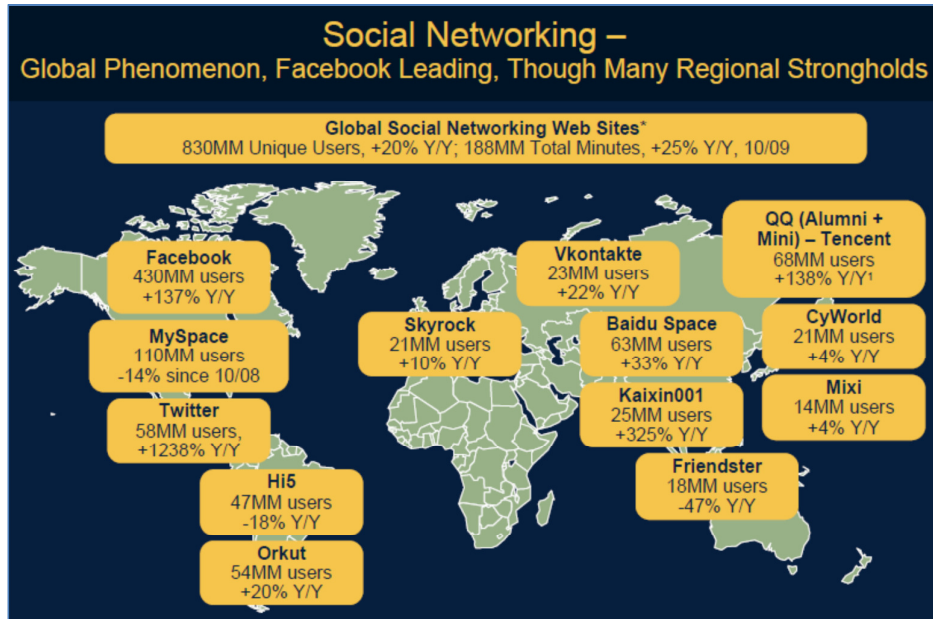 Social Networking –
Global Phenomenon, Facebook Leading, Though Many Regional Strongholds
Global Social Networking Web Sites*
830MM Unique Users, +20% Y/Y; 188MM Total Minutes, +25% Y/Y, 10/09
Facebook
430MM users
+137% Y/Y
MySpace
110MM users
-14% since 10/08
Twitter
58MM users,
+1238% Y/Y
Hi5
47MM users
-18% Y/Y
Orkut
54MM users
+20% Y/Y
Skyrock
21MM users
+10% Y/Y
Vkontakte
23MM users
+22% Y/Y
Baidu Space
63MM users
+33% Y/Y
Kaixin001
25MM users
+325% Y/Y
Friendster
18MM users
-47% Y/Y
QQ (Alumni +
Mini) – Tencent
68MM users
+138% Y/Y¹
CyWorld
21MM users
+4% Y/Y
Mixi
14MM users
+4% Y/Y